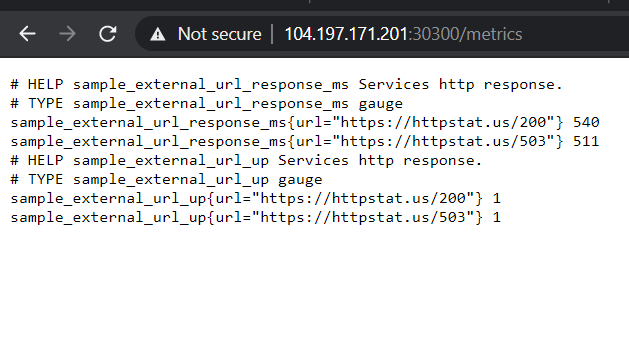 Not secure | 104.197.171.201:30300/metrics
# HELP sample_external_url_response_ms Services http response.
# TYPE sample_external_url_response_ms gauge
sample_external_url_response_ms{url="https://httpstat.us/200"} 540
sample_external_url_response_ms{url="https://httpstat.us/503"} 511
# HELP sample_external_url_up Services http response.
# TYPE sample_external_url_up gauge
sample_external_url_up{url="https://httpstat.us/200"} 1
sample_external_url_up{url="https://httpstat.us/503"} 1